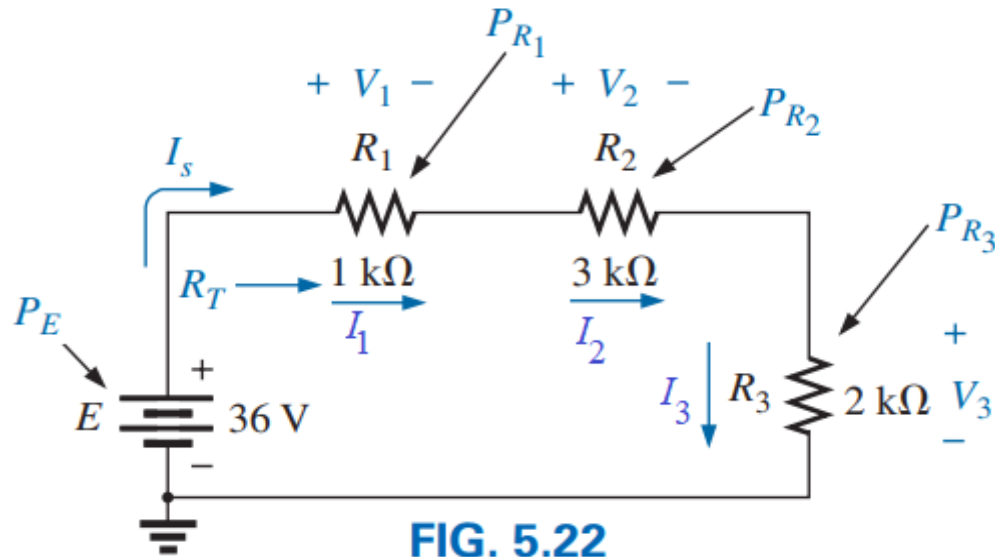 P_{R_1}
+ V_1 − + V_2 −
P_{R_2}
R_1 R_2
I_s
P_{R_3}
R_T 1 kΩ 3 kΩ
I_1 I_2
P_E
+ +
E 36 V I_3 R_3 2 kΩ V_3
− −
FIG. 5.22